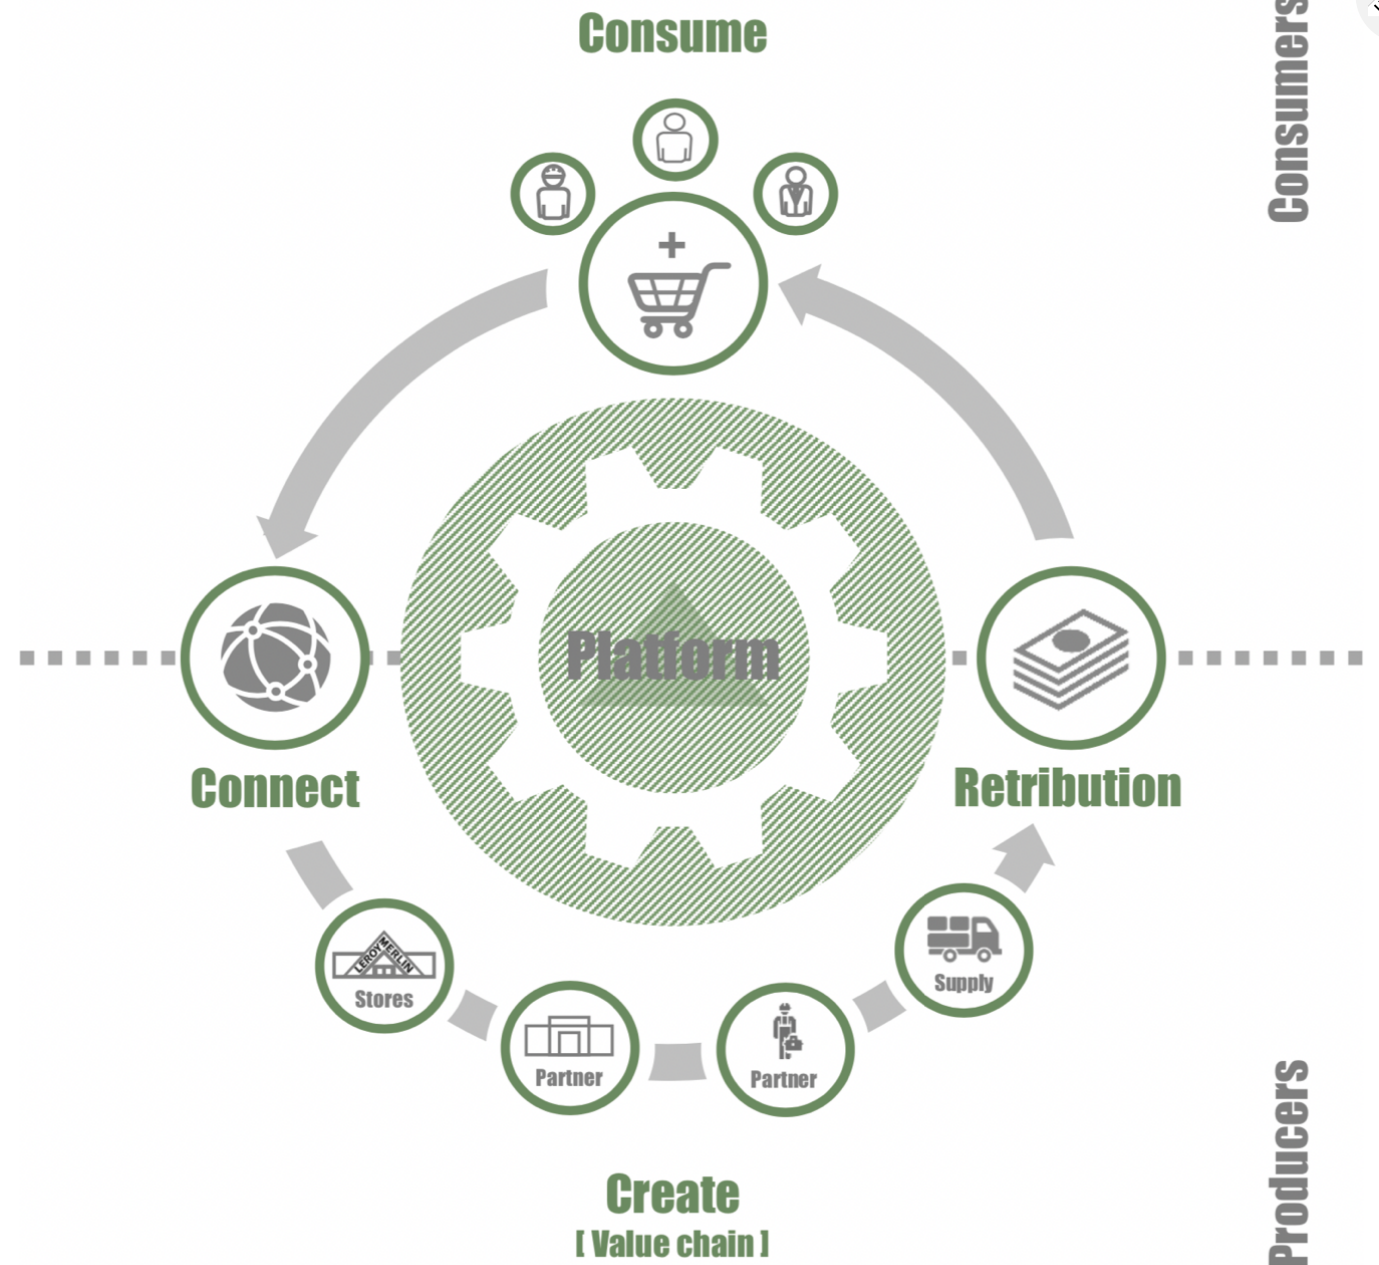 Consume
Consumers
Platform
Connect
Retribution
LEROY MERLIN
Stores
Partner
Partner
Supply
Create
[ Value chain ]
Producers